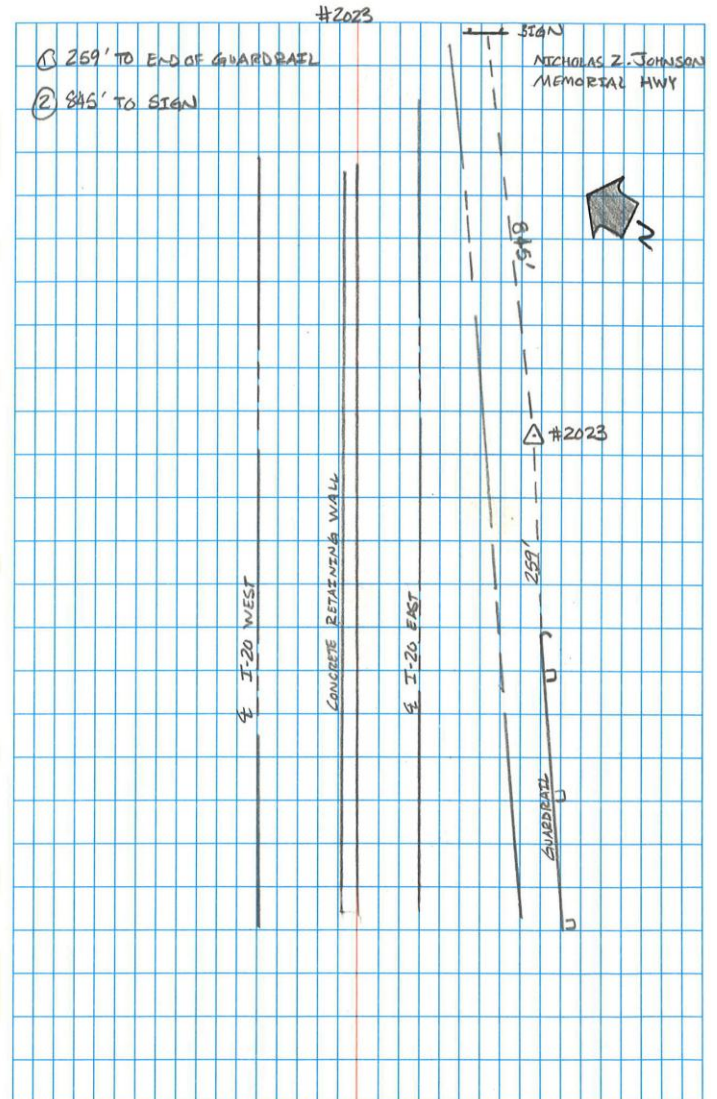 #2023
① 259' TO END OF GUARDRAIL
② 845' TO SIGN
SIGN
NICHOLAS Z. JOHNSON
MEMORIAL HWY
N
845'
#2023
259'
℄ I-20 WEST
CONCRETE RETAINING WALL
℄ I-20 EAST
GUARDRAIL